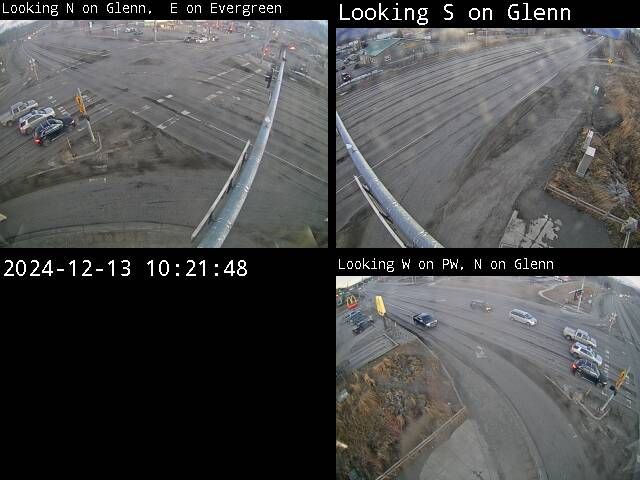 Looking N on Glenn,  E on Evergreen
Looking S on Glenn
2024-12-13 10:21:48
Looking W on PW, N on Glenn